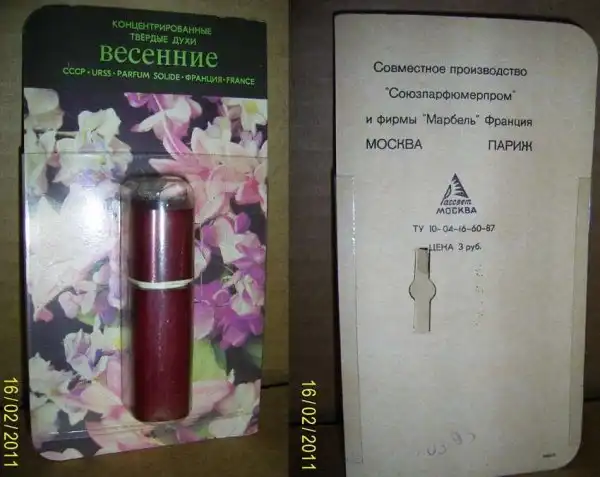 КОНЦЕНТРИРОВАННЫЕ
ТВЕРДЫЕ ДУХИ
весенние
СССР • URSS • PARFUM SOLIDE • ФРАНЦИЯ • FRANCE
16/02/2011
Совместное производство
"Союзпарфюмерпром"
и фирмы "Марбель" Франция
МОСКВА ПАРИЖ
Рассвет
МОСКВА
ТУ 10-04-16-60-87
ЦЕНА 3 руб.
16/02/2011